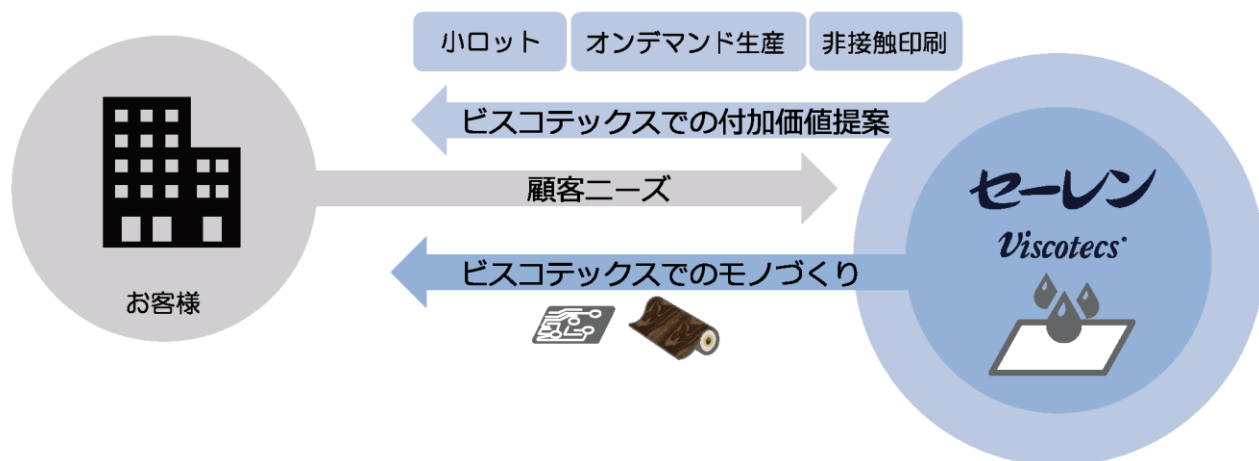 小ロット
オンデマンド生産
非接触印刷
ビスコテックスでの付加価値提案
顧客ニーズ
ビスコテックスでのモノづくり
お客様
セーレン
Viscotecs